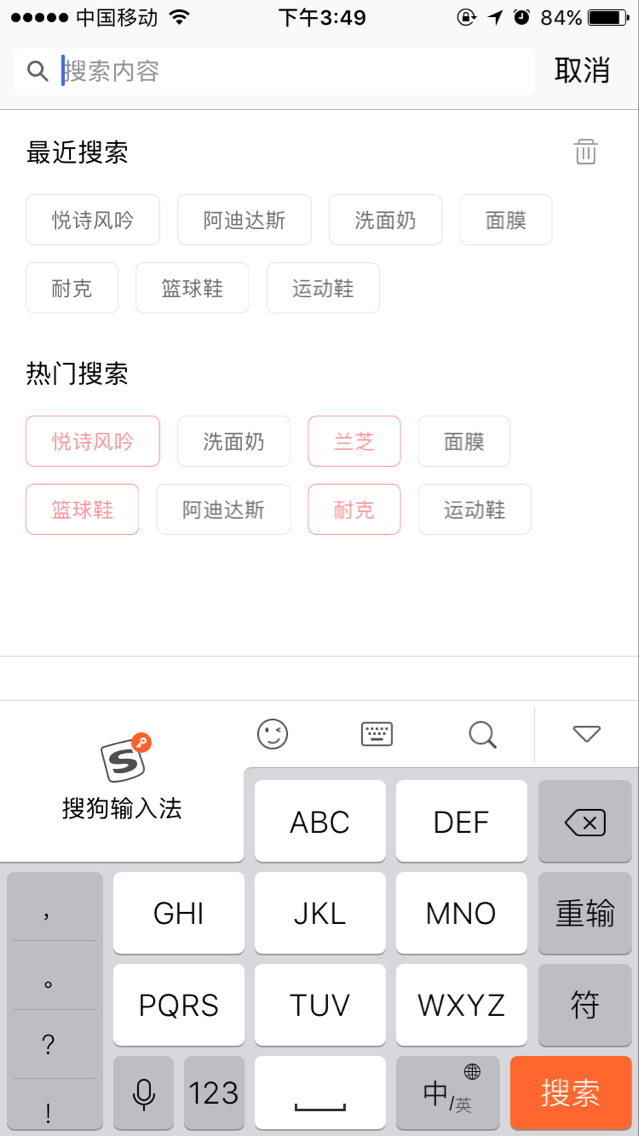 中国移动 下午3:49 84%
搜索内容 取消
最近搜索
悦诗风吟 阿迪达斯 洗面奶 面膜
耐克 篮球鞋 运动鞋
热门搜索
悦诗风吟 洗面奶 兰芝 面膜
篮球鞋 阿迪达斯 耐克 运动鞋
S
搜狗输入法
ABC DEF
， GHI JKL MNO 重输
。 PQRS TUV WXYZ 符
?
! 123 中/英 搜索